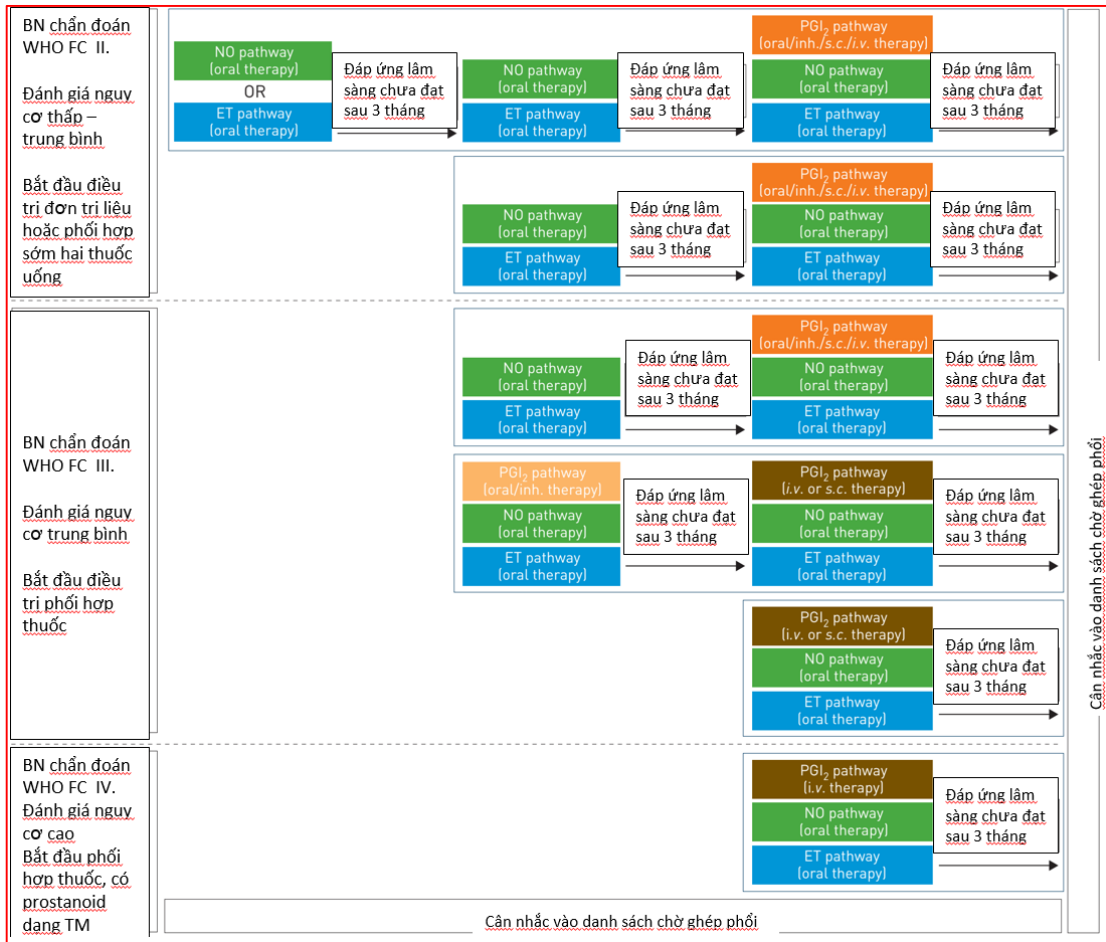 BN chẩn đoán
WHO FC II.
Đánh giá nguy
cơ thấp –
trung bình
Bắt đầu điều
trị đơn trị liệu
hoặc phối hợp
sớm hai thuốc
uống
NO pathway
(oral therapy)
OR
ET pathway
(oral therapy)
Đáp ứng lâm
sàng chưa đạt
sau 3 tháng
NO pathway
(oral therapy)
ET pathway
(oral therapy)
Đáp ứng lâm
sàng chưa đạt
sau 3 tháng
PGI₂ pathway
(oral/inh./s.c./i.v. therapy)
NO pathway
(oral therapy)
ET pathway
(oral therapy)
Đáp ứng lâm
sàng chưa đạt
sau 3 tháng
NO pathway
(oral therapy)
ET pathway
(oral therapy)
Đáp ứng lâm
sàng chưa đạt
sau 3 tháng
PGI₂ pathway
(oral/inh./s.c./i.v. therapy)
NO pathway
(oral therapy)
ET pathway
(oral therapy)
Đáp ứng lâm
sàng chưa đạt
sau 3 tháng
BN chẩn đoán
WHO FC III.
Đánh giá nguy
cơ trung bình
Bắt đầu điều
trị phối hợp
thuốc
NO pathway
(oral therapy)
ET pathway
(oral therapy)
Đáp ứng lâm
sàng chưa đạt
sau 3 tháng
PGI₂ pathway
(oral/inh./s.c./i.v. therapy)
NO pathway
(oral therapy)
ET pathway
(oral therapy)
Đáp ứng lâm
sàng chưa đạt
sau 3 tháng
PGI₂ pathway
(oral/inh. therapy)
NO pathway
(oral therapy)
ET pathway
(oral therapy)
Đáp ứng lâm
sàng chưa đạt
sau 3 tháng
PGI₂ pathway
(i.v. or s.c. therapy)
NO pathway
(oral therapy)
ET pathway
(oral therapy)
Đáp ứng lâm
sàng chưa đạt
sau 3 tháng
PGI₂ pathway
(i.v. or s.c. therapy)
NO pathway
(oral therapy)
ET pathway
(oral therapy)
Đáp ứng lâm
sàng chưa đạt
sau 3 tháng
BN chẩn đoán
WHO FC IV.
Đánh giá nguy
cơ cao
Bắt đầu phối
hợp thuốc, có
prostanoid
dạng TM
PGI₂ pathway
(i.v. therapy)
NO pathway
(oral therapy)
ET pathway
(oral therapy)
Đáp ứng lâm
sàng chưa đạt
sau 3 tháng
Cân nhắc vào danh sách chờ ghép phổi
Cân nhắc vào danh sách chờ ghép phổi